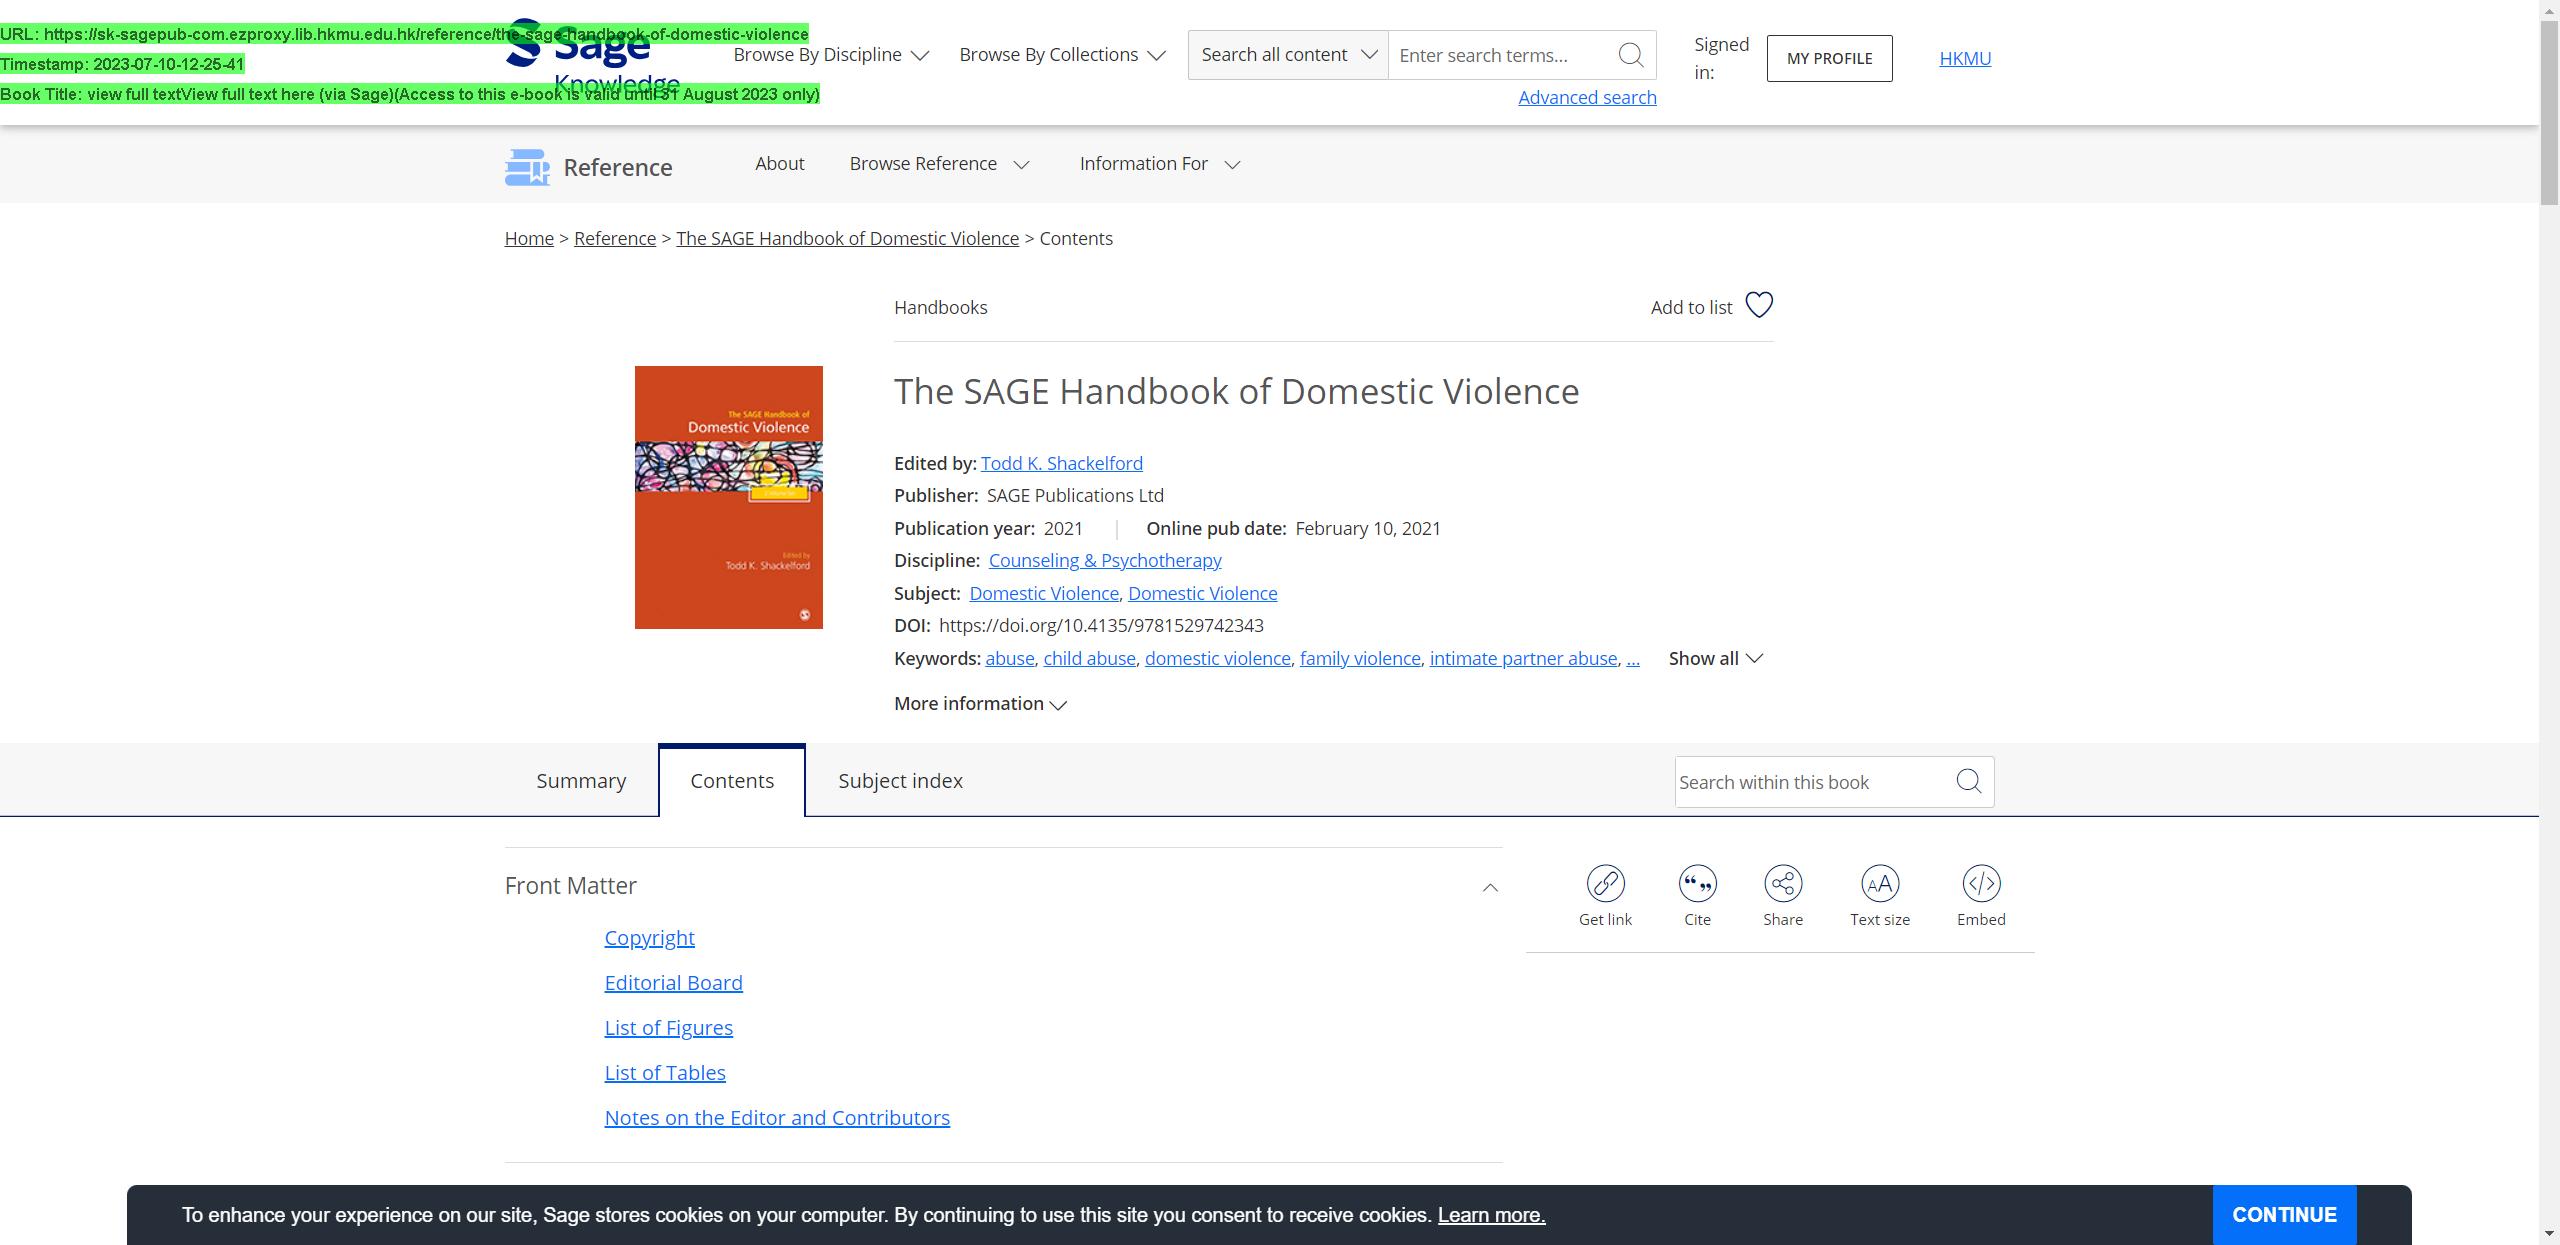 URL: https://sk-sagepub-com.ezproxy.lib.hkmu.edu.hk/reference/the-sage-handbook-of-domestic-violence
Timestamp: 2023-07-10-12-25-41
Book Title: view full textView full text here (via Sage)(Access to this e-book is valid until 31 August 2023 only)
Sage
Knowledge
Browse By Discipline
Browse By Collections
Search all content
Enter search terms...
Advanced search
Signed in:
MY PROFILE
HKMU
Reference
About
Browse Reference
Information For
Home > Reference > The SAGE Handbook of Domestic Violence > Contents
Handbooks
Add to list
The SAGE Handbook of
Domestic Violence
Edited by
Todd K. Shackelford
The SAGE Handbook of Domestic Violence
Edited by: Todd K. Shackelford
Publisher: SAGE Publications Ltd
Publication year: 2021 | Online pub date: February 10, 2021
Discipline: Counseling & Psychotherapy
Subject: Domestic Violence, Domestic Violence
DOI: https://doi.org/10.4135/9781529742343
Keywords: abuse, child abuse, domestic violence, family violence, intimate partner abuse, ... Show all
More information
Summary
Contents
Subject index
Search within this book
Front Matter
Copyright
Editorial Board
List of Figures
List of Tables
Notes on the Editor and Contributors
Get link
Cite
Share
AA
Text size
Embed
To enhance your experience on our site, Sage stores cookies on your computer. By continuing to use this site you consent to receive cookies. Learn more.
CONTINUE